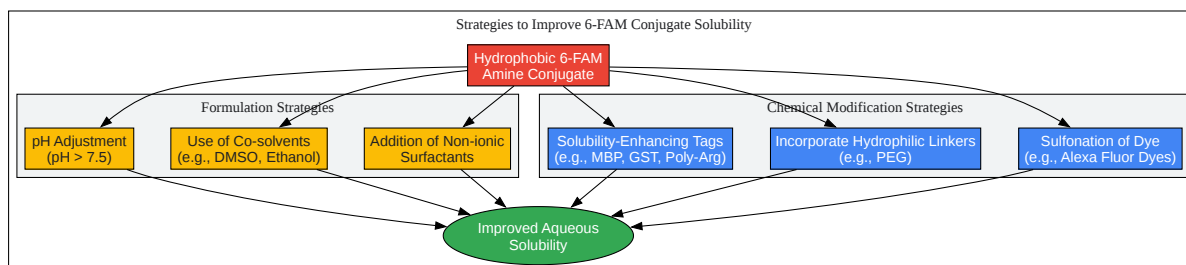 Strategies to Improve 6-FAM Conjugate Solubility
Hydrophobic 6-FAM
Amine Conjugate
Formulation Strategies
pH Adjustment
(pH > 7.5)
Use of Co-solvents
(e.g., DMSO, Ethanol)
Addition of Non-ionic
Surfactants
Chemical Modification Strategies
Solubility-Enhancing Tags
(e.g., MBP, GST, Poly-Arg)
Incorporate Hydrophilic Linkers
(e.g., PEG)
Sulfonation of Dye
(e.g., Alexa Fluor Dyes)
Improved Aqueous
Solubility